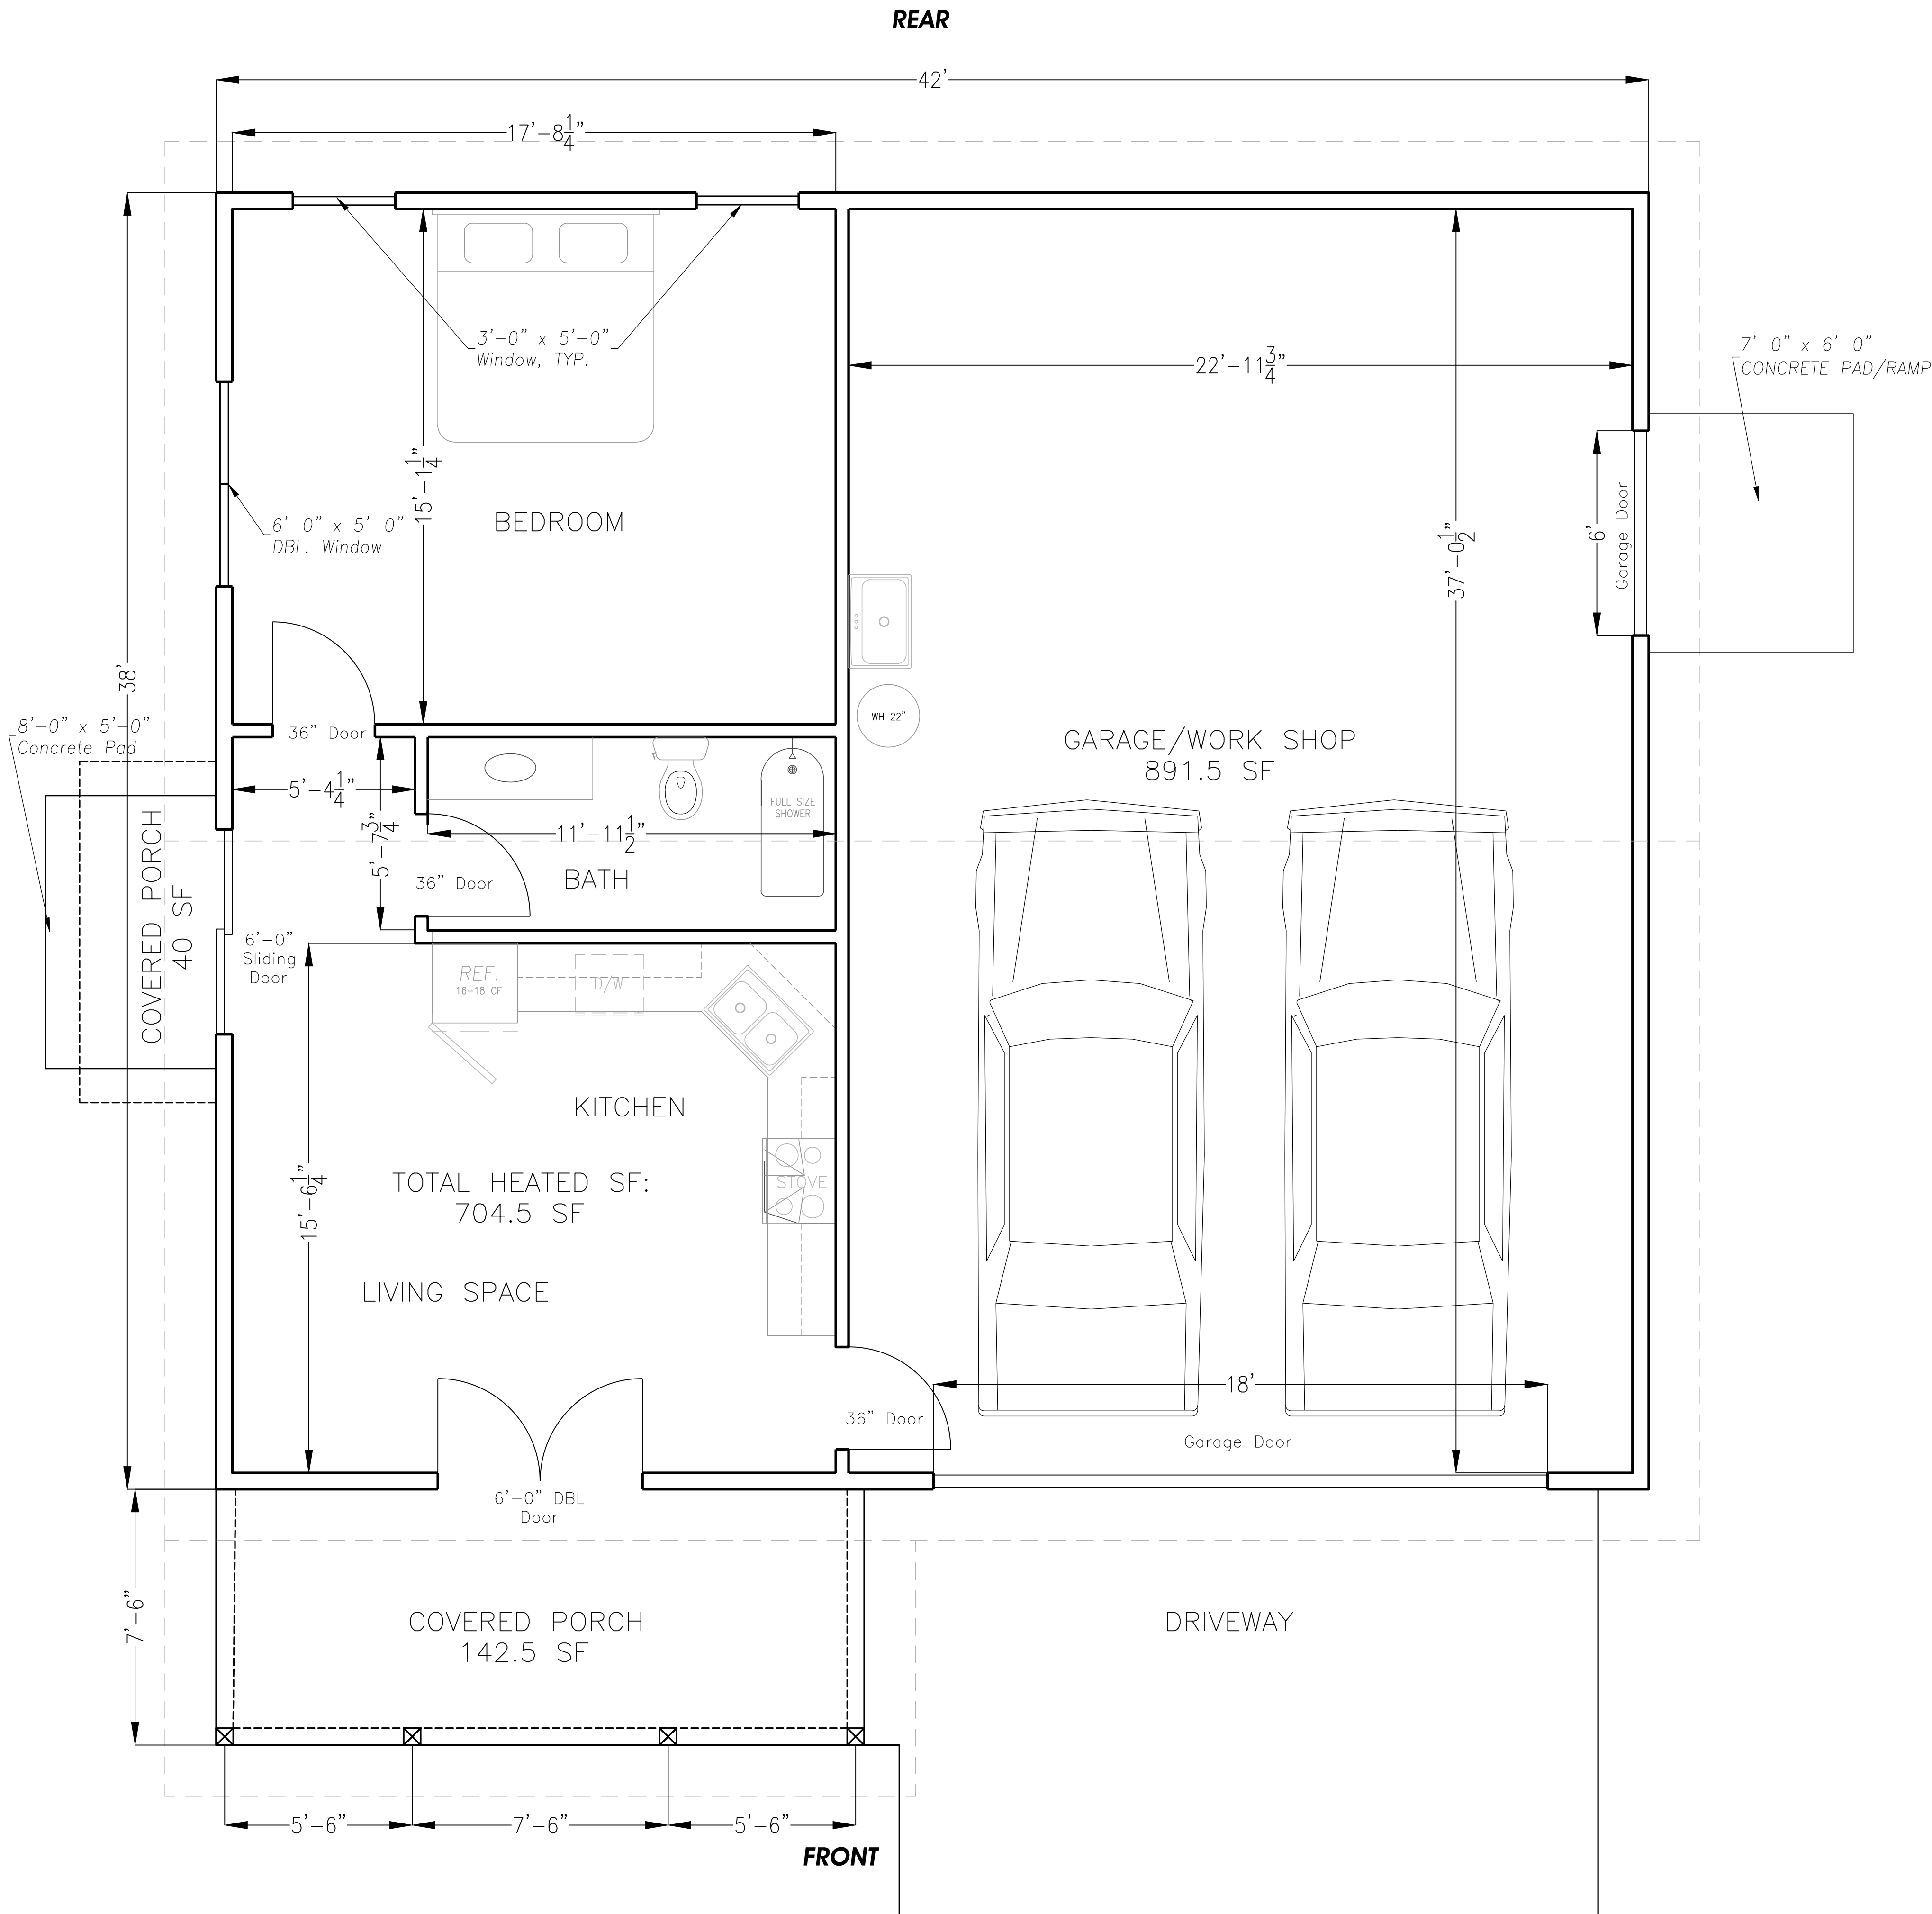 REAR
42'
17'-8 1/4"
3'-0" x 5'-0"
Window, TYP.
22'-11 3/4"
7'-0" x 6'-0"
CONCRETE PAD/RAMP
15'-1 1/4"
BEDROOM
6'-0" x 5'-0"
DBL. Window
37'-0 1/2"
6'
Garage Door
38'
WH 22"
8'-0" x 5'-0"
Concrete Pad
36" Door
GARAGE/WORK SHOP
891.5 SF
5'-4 1/4"
FULL SIZE
SHOWER
5'-7 3/4"
11'-11 1/2"
COVERED PORCH
40 SF
36" Door
BATH
6'-0"
Sliding
Door
REF.
16-18 CF
D/W
KITCHEN
15'-6 1/4"
TOTAL HEATED SF:
704.5 SF
STOVE
LIVING SPACE
18'
36" Door
Garage Door
6'-0" DBL
Door
7'-6"
COVERED PORCH
142.5 SF
DRIVEWAY
5'-6"
7'-6"
5'-6"
FRONT